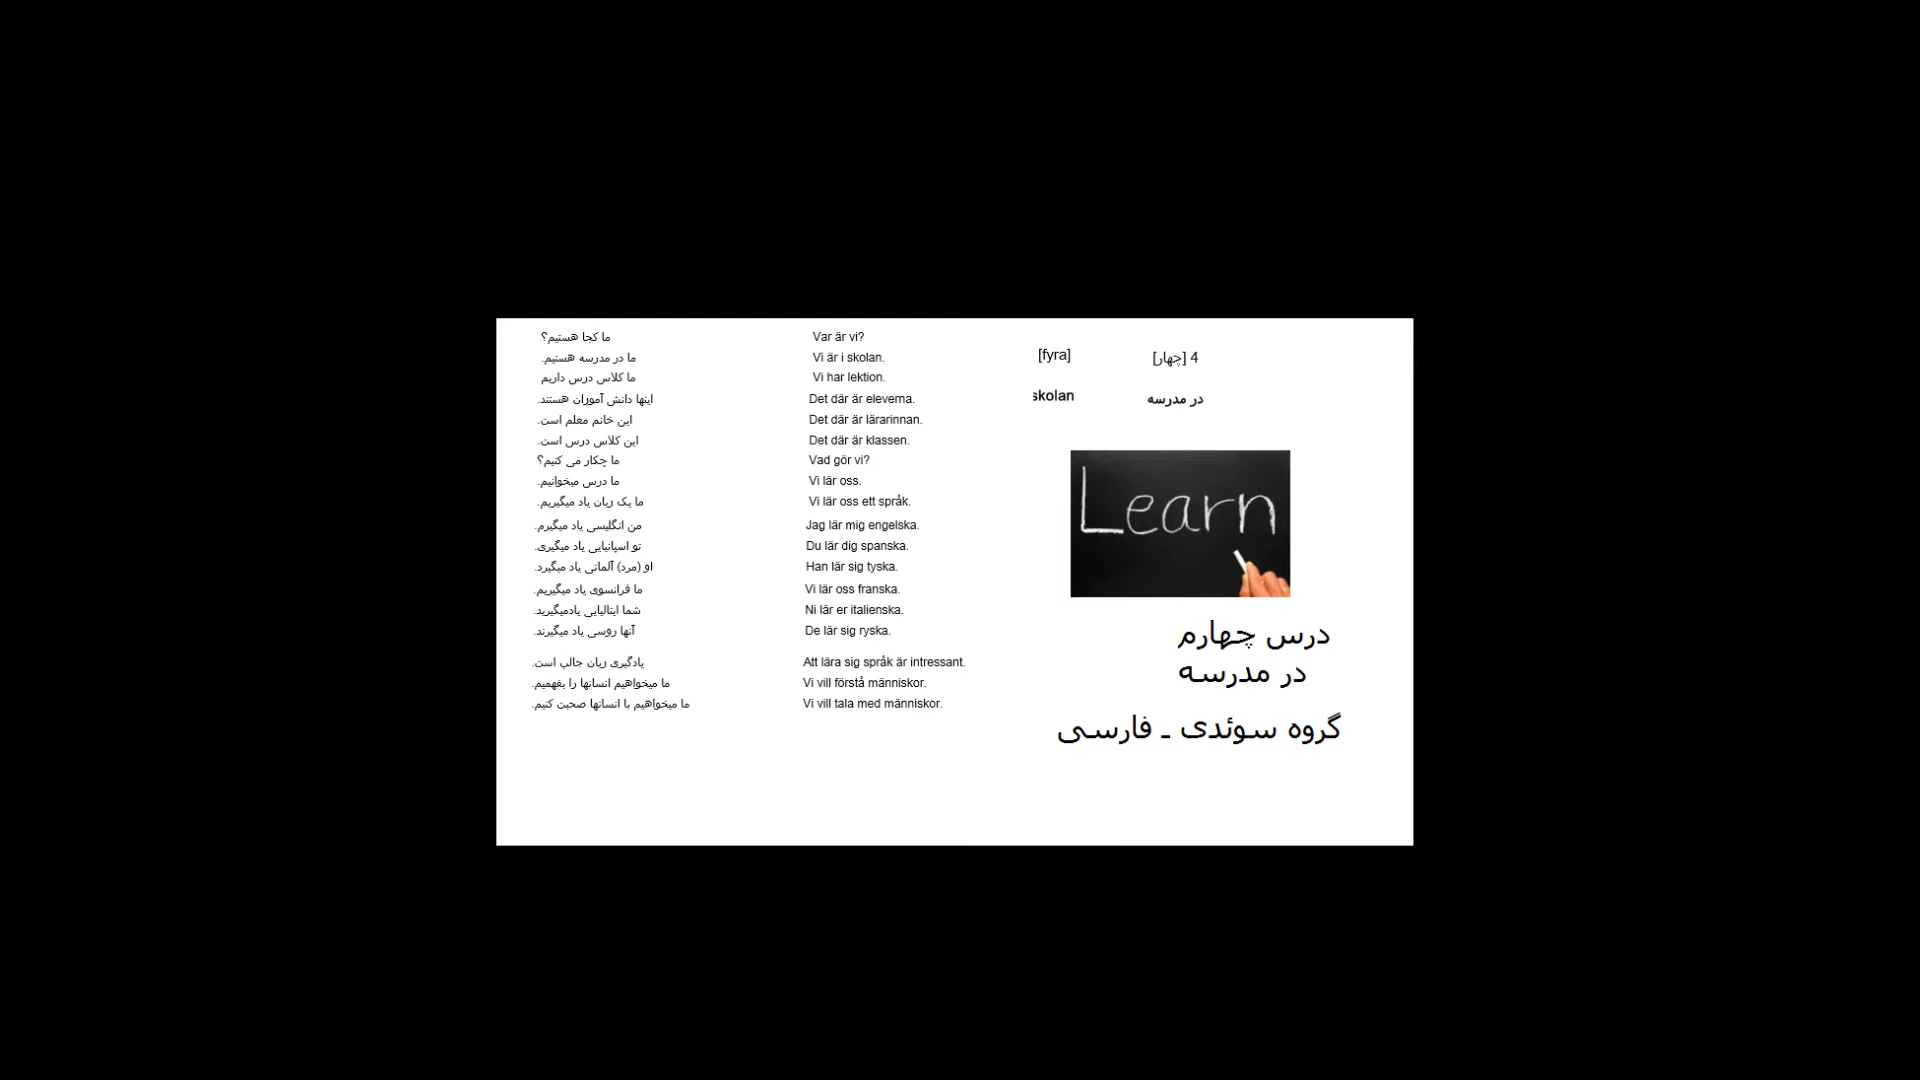 ما کجا هستیم؟
Var är vi?
ما در مدرسه هستیم.
Vi är i skolan.
ما کلاس درس داریم
Vi har lektion.
اینها دانش آموزان هستند.
Det där är eleverna.
این خانم معلم است.
Det där är lärarinnan.
این کلاس درس است.
Det där är klassen.
ما چکار می کنیم؟
Vad gör vi?
ما درس میخوانیم.
Vi lär oss.
ما یک زبان یاد میگیریم.
Vi lär oss ett språk.
من انگلیسی یاد میگیرم.
Jag lär mig engelska.
تو اسپانیایی یاد میگیری.
Du lär dig spanska.
او (مرد) آلمانی یاد میگیرد.
Han lär sig tyska.
ما فرانسوی یاد میگیریم.
Vi lär oss franska.
شما ایتالیایی یادمیگیرید.
Ni lär er italienska.
آنها روسی یاد میگیرند.
De lär sig ryska.
یادگیری زبان جالب است.
Att lära sig språk är intressant.
ما میخواهیم انسانها را بفهمیم.
Vi vill förstå människor.
ما میخواهیم با انسانها صحبت کنیم.
Vi vill tala med människor.
[fyra]
4 [چهار]
skolan
در مدرسه
Learn
درس چهارم
در مدرسه
گروه سوئدی ـ فارسی